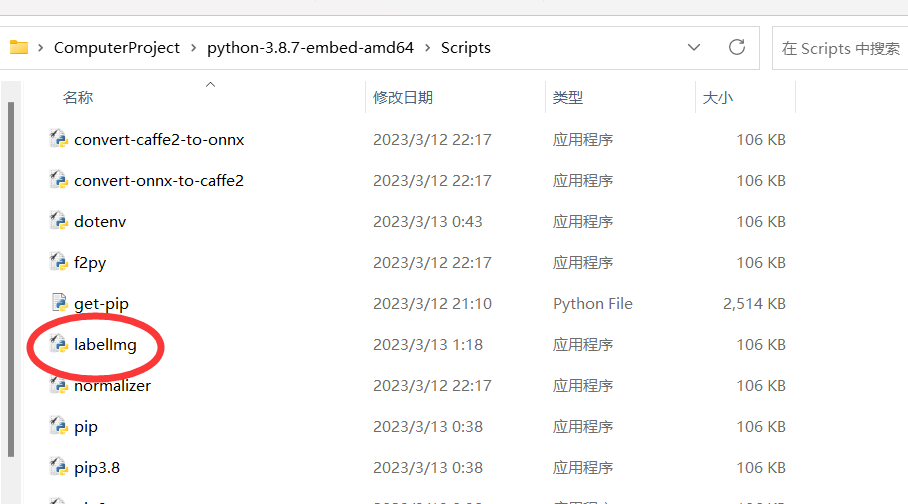 ComputerProject > python-3.8.7-embed-amd64 > Scripts
在 Scripts 中搜索
名称 修改日期 类型 大小
convert-caffe2-to-onnx 2023/3/12 22:17 应用程序 106 KB
convert-onnx-to-caffe2 2023/3/12 22:17 应用程序 106 KB
dotenv 2023/3/13 0:43 应用程序 106 KB
f2py 2023/3/12 22:17 应用程序 106 KB
get-pip 2023/3/12 21:10 Python File 2,514 KB
labelImg 2023/3/13 1:18 应用程序 106 KB
normalizer 2023/3/12 22:17 应用程序 106 KB
pip 2023/3/13 0:38 应用程序 106 KB
pip3.8 2023/3/13 0:38 应用程序 106 KB